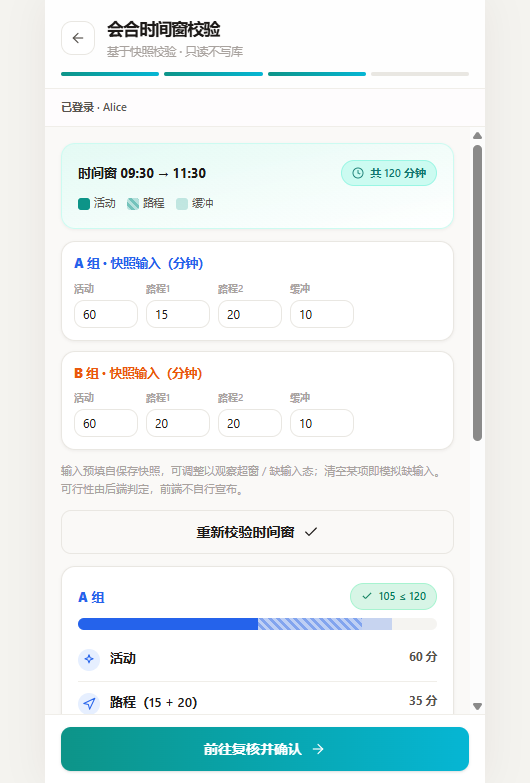 会合时间窗校验
基于快照校验 · 只读不写库
已登录 · Alice
时间窗 09:30 → 11:30
共 120 分钟
活动
路程
缓冲
A 组 · 快照输入（分钟）
活动 路程1 路程2 缓冲
60 15 20 10
B 组 · 快照输入（分钟）
活动 路程1 路程2 缓冲
60 20 20 10
输入预填自保存快照，可调整以观察超窗 / 缺输入态；清空某项即模拟缺输入。
可行性由后端判定，前端不自行宣布。
重新校验时间窗
A 组
105 ≤ 120
活动
60 分
路程（15 + 20）
35 分
前往复核并确认